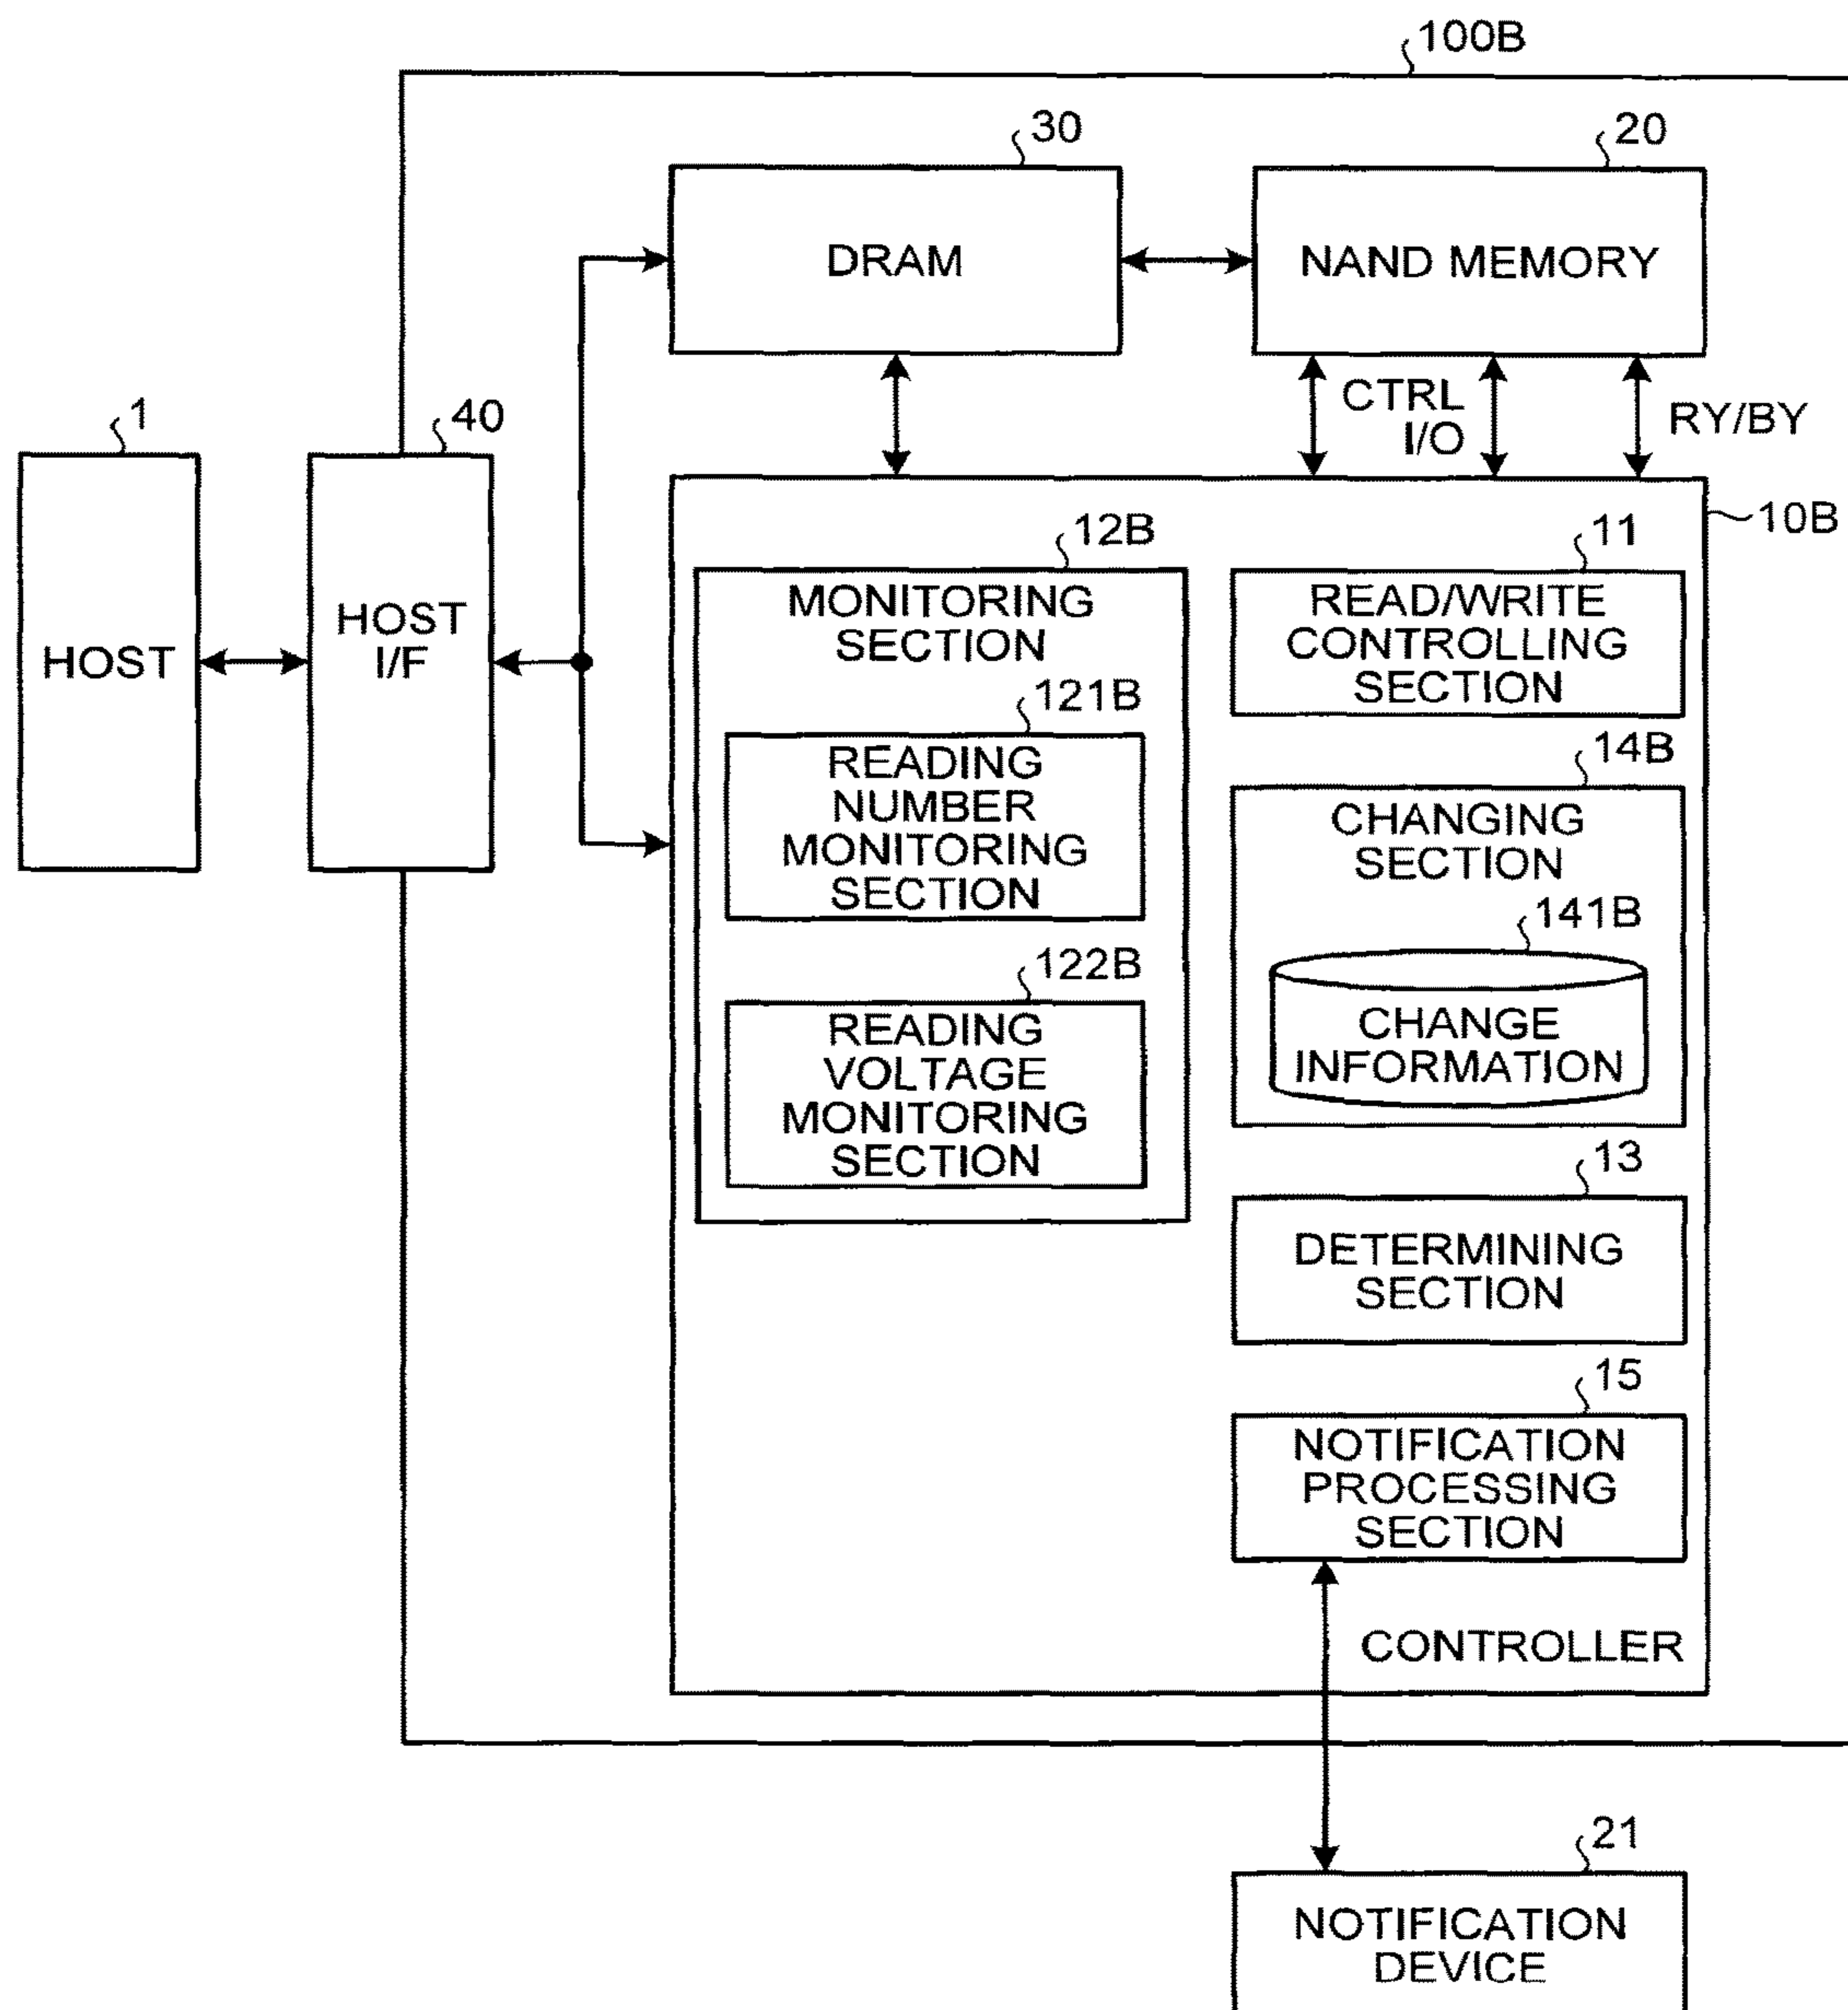 100B
30
20
DRAM
NAND MEMORY
1
40
CTRL
I/O
RY/BY
HOST
HOST
I/F
10B
12B
MONITORING
SECTION
11
READ/WRITE
CONTROLLING
SECTION
121B
READING
NUMBER
MONITORING
SECTION
14B
CHANGING
SECTION
141B
CHANGE
INFORMATION
122B
READING
VOLTAGE
MONITORING
SECTION
13
DETERMINING
SECTION
15
NOTIFICATION
PROCESSING
SECTION
CONTROLLER
21
NOTIFICATION
DEVICE